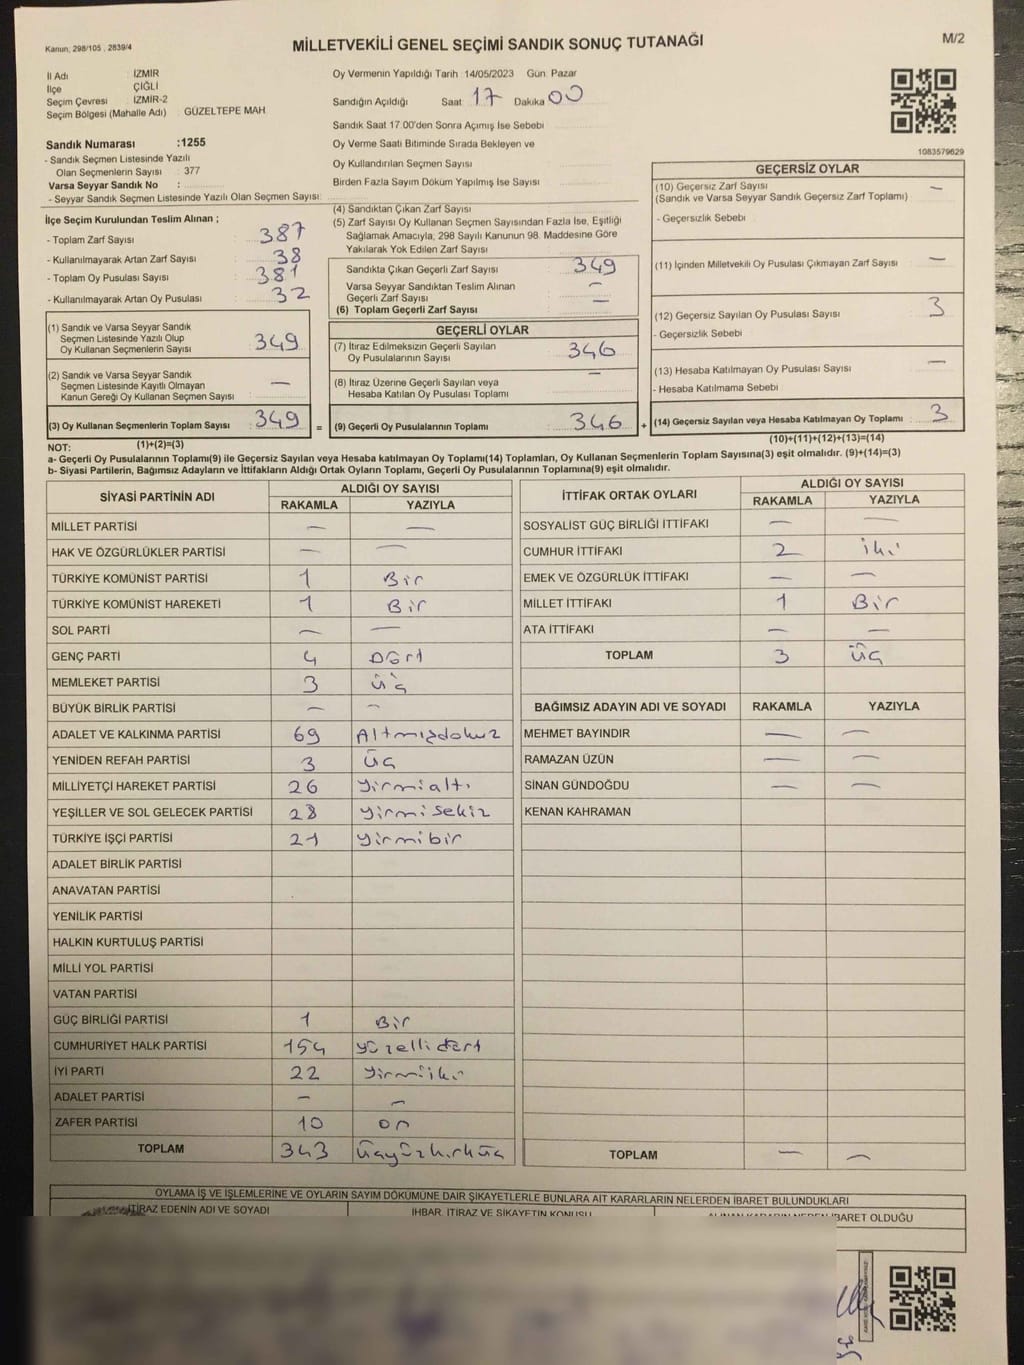 Kanun, 298/105 , 2839/4
MİLLETVEKİLİ GENEL SEÇİMİ SANDIK SONUÇ TUTANAĞI
M/2
İl Adı : İZMİR
İlçe : ÇİĞLİ
Seçim Çevresi : İZMİR-2
Seçim Bölgesi (Mahalle Adı) : GÜZELTEPE MAH
Sandık Numarası :1255
- Sandık Seçmen Listesinde Yazılı
Olan Seçmenlerin Sayısı : 377
Varsa Seyyar Sandık No :
- Seyyar Sandık Seçmen Listesinde Yazılı Olan Seçmen Sayısı:
Oy Vermenin Yapıldığı Tarih 14/05/2023 Gün: Pazar
Sandığın Açıldığı Saat 17 Dakika 00
Sandık Saat 17.00'den Sonra Açımış İse Sebebi
Oy Verme Saati Bitiminde Sırada Bekleyen ve
Oy Kullandırılan Seçmen Sayısı
Birden Fazla Sayım Döküm Yapılmış İse Sayısı
1083579629
İlçe Seçim Kurulundan Teslim Alınan ;
- Toplam Zarf Sayısı : 387
- Kullanılmayarak Artan Zarf Sayısı : 38
- Toplam Oy Pusulası Sayısı : 381
- Kullanılmayarak Artan Oy Pusulası : 32
(1) Sandık ve Varsa Seyyar Sandık
Seçmen Listesinde Yazılı Olup
Oy Kullanan Seçmenlerin Sayısı : 349
(2) Sandık ve Varsa Seyyar Sandık
Seçmen Listesinde Kayıtlı Olmayan
Kanun Gereği Oy Kullanan Seçmen Sayısı : —
(3) Oy Kullanan Seçmenlerin Toplam Sayısı : 349 =
(1)+(2)=(3)
(4) Sandıktan Çıkan Zarf Sayısı
(5) Zarf Sayısı Oy Kullanan Seçmen Sayısından Fazla İse, Eşitliği
Sağlamak Amacıyla, 298 Sayılı Kanunun 98. Maddesine Göre
Yakılarak Yok Edilen Zarf Sayısı
Sandıkta Çıkan Geçerli Zarf Sayısı 349
Varsa Seyyar Sandıktan Teslim Alınan
Geçerli Zarf Sayısı —
(6) Toplam Geçerli Zarf Sayısı —
GEÇERLİ OYLAR
(7) İtiraz Edilmeksizin Geçerli Sayılan
Oy Pusulalarının Sayısı 346
(8) İtiraz Üzerine Geçerli Sayılan veya
Hesaba Katılan Oy Pusulası Toplamı —
(9) Geçerli Oy Pusulalarının Toplamı 346 +
GEÇERSİZ OYLAR
(10) Geçersiz Zarf Sayısı —
(Sandık ve Varsa Seyyar Sandık Geçersiz Zarf Toplamı)
- Geçersizlik Sebebi
(11) İçinden Milletvekili Oy Pusulası Çıkmayan Zarf Sayısı —
(12) Geçersiz Sayılan Oy Pusulası Sayısı 3
- Geçersizlik Sebebi
(13) Hesaba Katılmayan Oy Pusulası Sayısı —
- Hesaba Katılmama Sebebi
(14) Geçersiz Sayılan veya Hesaba Katılmayan Oy Toplamı : 3
(10)+(11)+(12)+(13)=(14)
NOT:
a- Geçerli Oy Pusulasının Toplamı(9) ile Geçersiz Sayılan veya Hesaba katılmayan Oy Toplamı(14) Toplamları, Oy Kullanan Seçmenlerin Toplam Sayısına(3) eşit olmalıdır. (9)+(14)=(3)
b- Siyasi Partilerin, Bağımsız Adayların ve İttifakların Aldığı Ortak Oyların Toplamı, Geçerli Oy Pusulalarının Toplamına(9) eşit olmalıdır.
SİYASİ PARTİNİN ADI
ALDIĞI OY SAYISI
RAKAMLA YAZIYLA
MİLLET PARTİSİ — —
HAK VE ÖZGÜRLÜKLER PARTİSİ — —
TÜRKİYE KOMÜNİST PARTİSİ 1 Bir
TÜRKİYE KOMÜNİST HAREKETİ 1 Bir
SOL PARTİ — —
GENÇ PARTİ 4 Dört
MEMLEKET PARTİSİ 3 üç
BÜYÜK BİRLİK PARTİSİ — —
ADALET VE KALKINMA PARTİSİ 69 Altmışdokuz
YENİDEN REFAH PARTİSİ 3 üç
MİLLİYETÇİ HAREKET PARTİSİ 26 yirmialtı
YEŞİLLER VE SOL GELECEK PARTİSİ 28 yirmisekiz
TÜRKİYE İŞÇİ PARTİSİ 21 yirmibir
ADALET BİRLİK PARTİSİ
ANAVATAN PARTİSİ
YENİLİK PARTİSİ
HALKIN KURTULUŞ PARTİSİ
MİLLİ YOL PARTİSİ
VATAN PARTİSİ
GÜÇ BİRLİĞİ PARTİSİ 1 Bir
CUMHURİYET HALK PARTİSİ 154 yüzellidört
İYİ PARTİ 22 yirmiiki
ADALET PARTİSİ — —
ZAFER PARTİSİ 10 on
TOPLAM 343 üçyüzkırküç
İTTİFAK ORTAK OYLARI
ALDIĞI OY SAYISI
RAKAMLA YAZIYLA
SOSYALİST GÜÇ BİRLİĞİ İTTİFAKI — —
CUMHUR İTTİFAKI 2 iki
EMEK VE ÖZGÜRLÜK İTTİFAKI — —
MİLLET İTTİFAKI 1 Bir
ATA İTTİFAKI — —
TOPLAM 3 üç
BAĞIMSIZ ADAYIN ADI VE SOYADI RAKAMLA YAZIYLA
MEHMET BAYINDIR — —
RAMAZAN ÜZÜN — —
SİNAN GÜNDOĞDU — —
KENAN KAHRAMAN
TOPLAM — —
OYLAMA İŞ VE İŞLEMLERİNE VE OYLARIN SAYIM DÖKÜMÜNE DAİR ŞİKAYETLERLE BUNLARA AİT KARARLARIN NELERDEN İBARET BULUNDUKLARI
İTİRAZ EDENİN ADI VE SOYADI
İHBAR, İTİRAZ VE ŞİKAYETİN KONUSU
ALINAN KARARIN NEDEN İBARET OLDUĞU